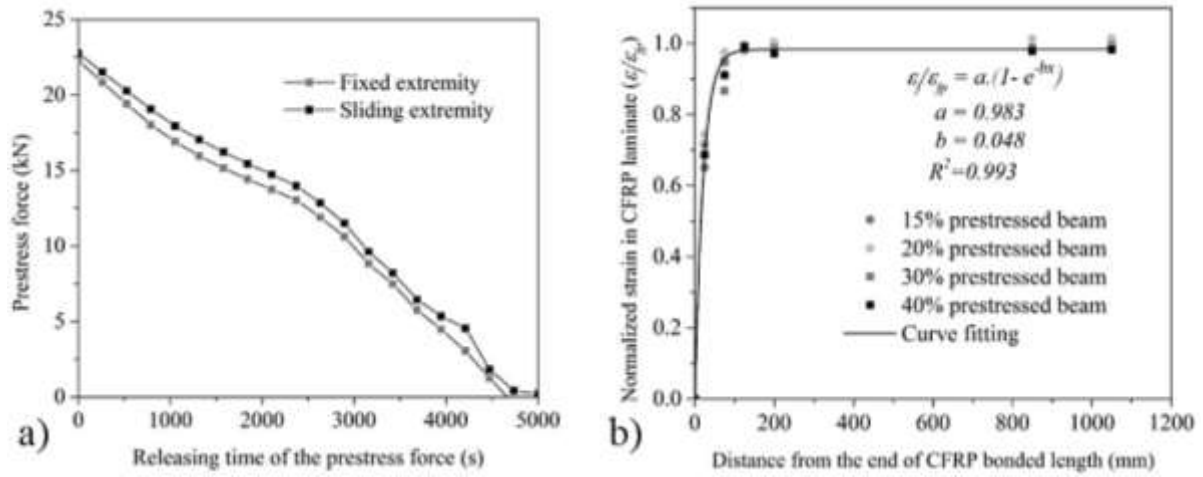 25
20
15
10
5
0
Prestress force (kN)
Fixed extremity
Sliding extremity
0 1000 2000 3000 4000 5000
Releasing time of the prestress force (s)
a)
1.0
0.8
0.6
0.4
0.2
0.0
Normalized strain in CFRP laminate (εf/εfp)
εf/εfp = a.(1- e^-bx)
a = 0.983
b = 0.048
R²=0.993
15% prestressed beam
20% prestressed beam
30% prestressed beam
40% prestressed beam
Curve fitting
0 200 400 600 800 1000 1200
Distance from the end of CFRP bonded length (mm)
b)